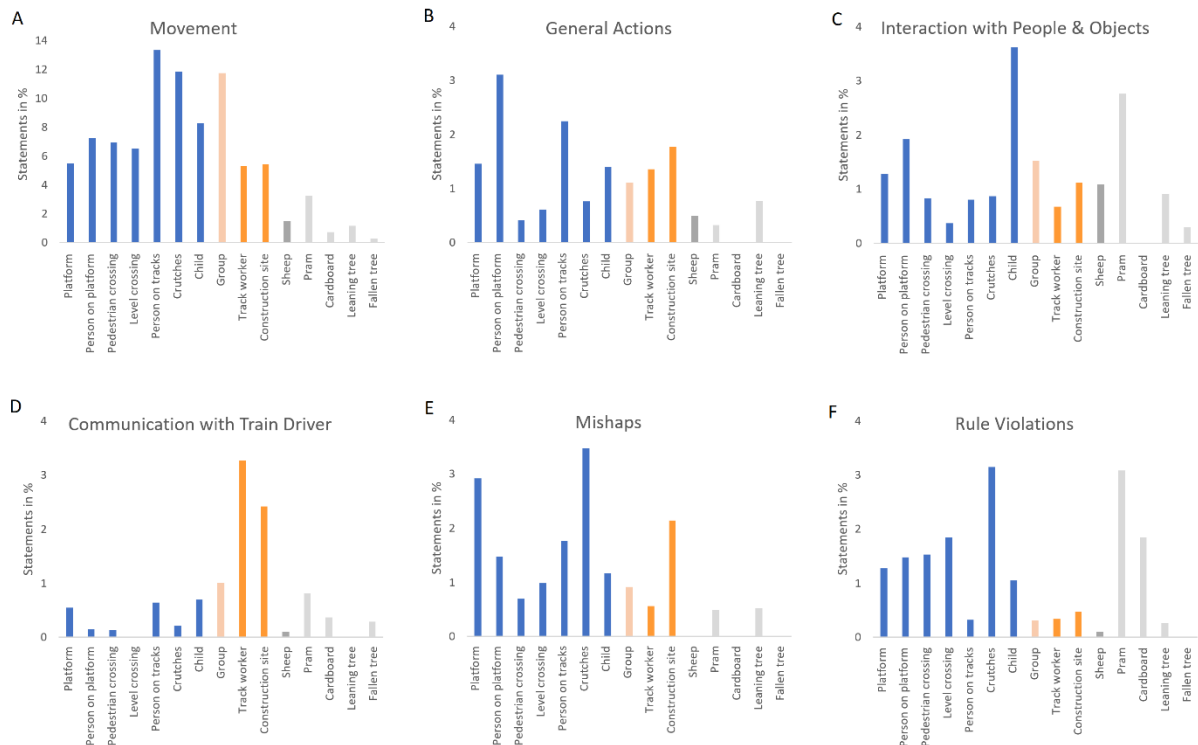 A
Movement
Statements in %
14
12
10
8
6
4
2
0
Platform
Person on platform
Pedestrian crossing
Level crossing
Person on tracks
Crutches
Child
Group
Track worker
Construction site
Sheep
Pram
Cardboard
Leaning tree
Fallen tree
B
General Actions
Statements in %
4
3
2
1
0
Platform
Person on platform
Pedestrian crossing
Level crossing
Person on tracks
Crutches
Child
Group
Track worker
Construction site
Sheep
Pram
Cardboard
Leaning tree
Fallen tree
C
Interaction with People & Objects
Statements in %
4
3
2
1
0
Platform
Person on platform
Pedestrian crossing
Level crossing
Person on tracks
Crutches
Child
Group
Track worker
Construction site
Sheep
Pram
Cardboard
Leaning tree
Fallen tree
D
Communication with Train Driver
Statements in %
4
3
2
1
0
Platform
Person on platform
Pedestrian crossing
Level crossing
Person on tracks
Crutches
Child
Group
Track worker
Construction site
Sheep
Pram
Cardboard
Leaning tree
Fallen tree
E
Mishaps
Statements in %
4
3
2
1
0
Platform
Person on platform
Pedestrian crossing
Level crossing
Person on tracks
Crutches
Child
Group
Track worker
Construction site
Sheep
Pram
Cardboard
Leaning tree
Fallen tree
F
Rule Violations
Statements in %
4
3
2
1
0
Platform
Person on platform
Pedestrian crossing
Level crossing
Person on tracks
Crutches
Child
Group
Track worker
Construction site
Sheep
Pram
Cardboard
Leaning tree
Fallen tree